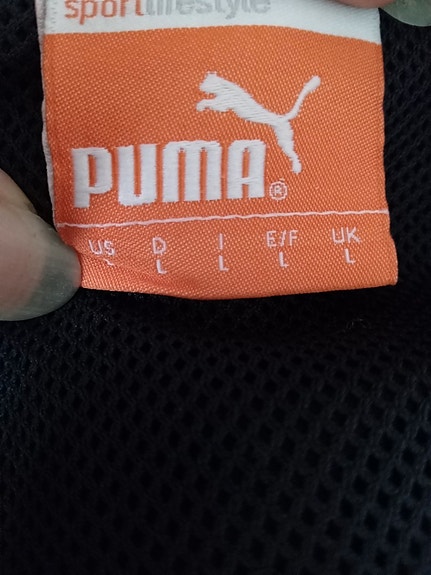 sportlifestyle
PUMA®
US D I E/F UK
L L L L